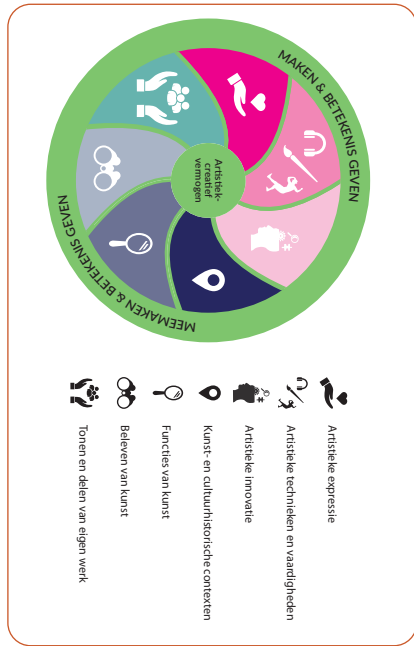 MAKEN & BETEKENIS GEVEN
Artistiek-
creatief
vermogen
MEEMAKEN & BETEKENIS GEVEN
Artistieke expressie
Artistieke technieken en vaardigheden
Artistieke innovatie
Kunst- en cultuurhistorische contexten
Functies van kunst
Beleven van kunst
Tonen en delen van eigen werk